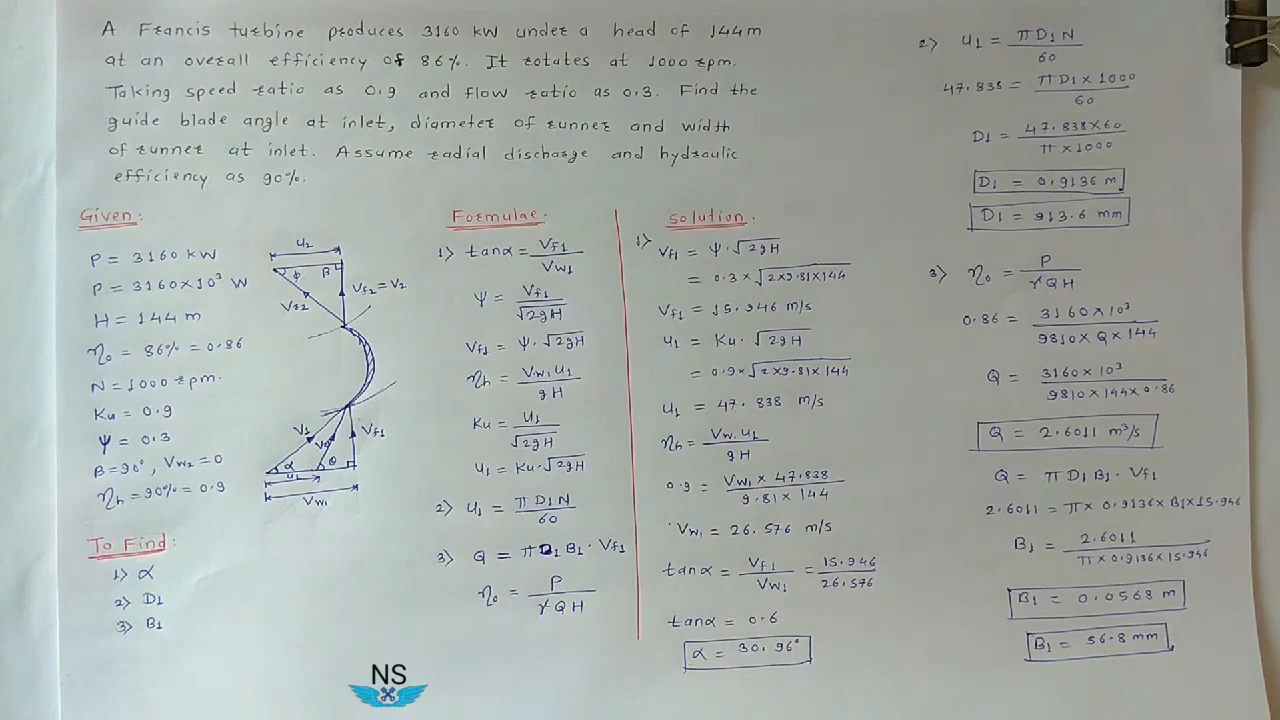 A Francis turbine produces 3160 kW under a head of 144m
at an overall efficiency of 86%. It rotates at 1000 rpm.
Taking speed ratio as 0.9 and flow ratio as 0.3. Find the
guide blade angle at inlet, diameter of runner and width
of runner at inlet. Assume radial discharge and hydraulic
efficiency as 90%.
Given:
P = 3160 kW
P = 3160×10³ W
H = 144 m
ηo = 86% = 0.86
N = 1000 rpm.
Ku = 0.9
Ψ = 0.3
β = 90°, Vw2 = 0
ηh = 90% = 0.9
To Find:
1) α
2) D1
3) B1
u2
ϕ
β
Vr2
Vf2 = V2
V1
Vr1
Vf1
α
θ
u1
Vw1
Formulae.
1) tanα = Vf1 / Vw1
Ψ = Vf1 / √2gH
Vf1 = Ψ·√2gH
ηh = Vw1 u1 / gH
Ku = u1 / √2gH
u1 = Ku·√2gH
2) u1 = πD1N / 60
3) Q = πD1 B1· Vf1
ηo = P / γQH
Solution.
1) Vf1 = Ψ·√2gH
= 0.3 × √2×9.81×144
Vf1 = 15.946 m/s
u1 = Ku· √2gH
= 0.9× √2×9.81×144
u1 = 47.838 m/s
ηh = Vw1 u1 / gH
0.9 = Vw1 × 47.838 / 9.81 × 144
Vw1 = 26.576 m/s
tanα = Vf1 / Vw1 = 15.946 / 26.576
tanα = 0.6
α = 30.96°
2) u1 = πD1N / 60
47.838 = πD1×1000 / 60
D1 = 47.838×60 / π×1000
D1 = 0.9136 m
D1 = 913.6 mm
3) ηo = P / γQH
0.86 = 3160×10³ / 9810× Q × 144
Q = 3160×10³ / 9810×144×0.86
Q = 2.6011 m³/s
Q = πD1B1· Vf1
2.6011 = π× 0.9136× B1×15.946
B1 = 2.6011 / π×0.9136×15.946
B1 = 0.0568 m
B1 = 56.8 mm
NS